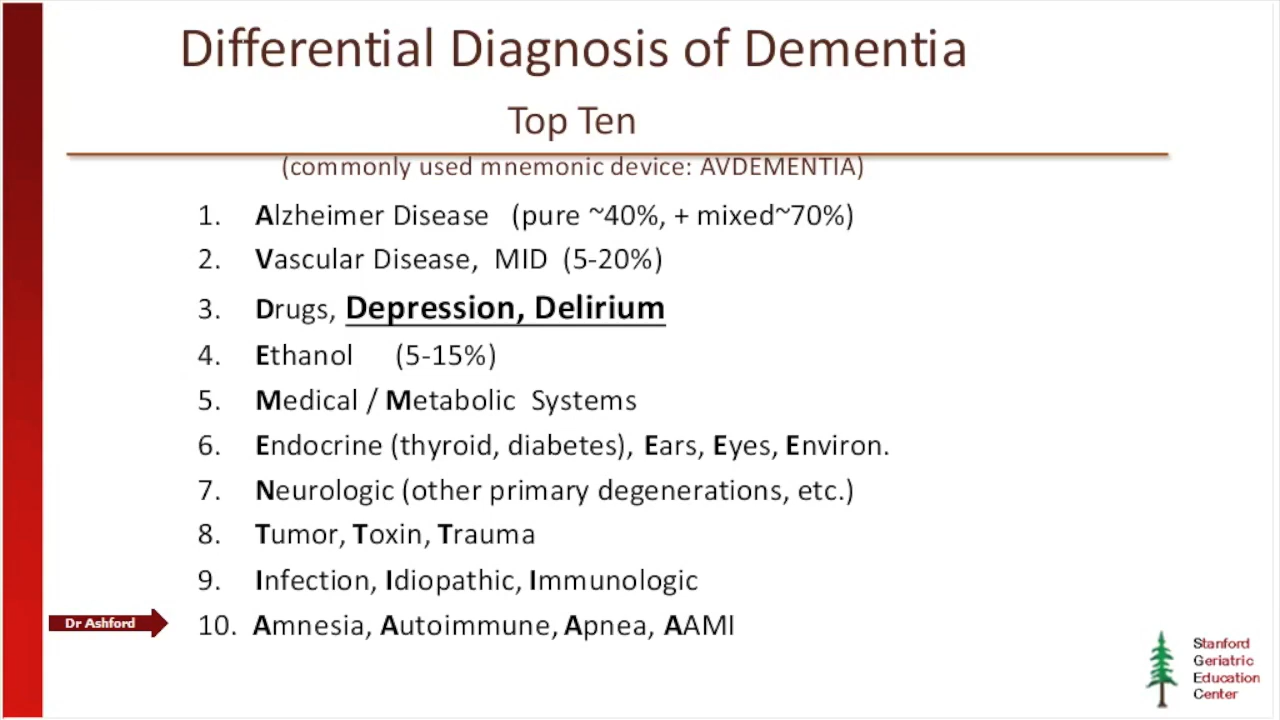 Differential Diagnosis of Dementia
Top Ten
(commonly used mnemonic device: AVDEMENTIA)
1. Alzheimer Disease (pure ~40%, + mixed~70%)
2. Vascular Disease, MID (5-20%)
3. Drugs, Depression, Delirium
4. Ethanol (5-15%)
5. Medical / Metabolic Systems
6. Endocrine (thyroid, diabetes), Ears, Eyes, Environ.
7. Neurologic (other primary degenerations, etc.)
8. Tumor, Toxin, Trauma
9. Infection, Idiopathic, Immunologic
Dr Ashford
10. Amnesia, Autoimmune, Apnea, AAMI
Stanford
Geriatric
Education
Center